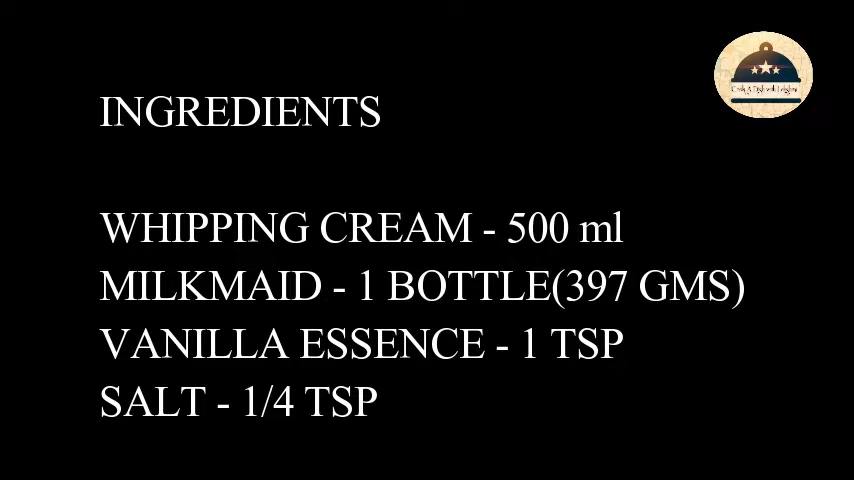 INGREDIENTS
WHIPPING CREAM - 500 ml
MILKMAID - 1 BOTTLE(397 GMS)
VANILLA ESSENCE - 1 TSP
SALT - 1/4 TSP